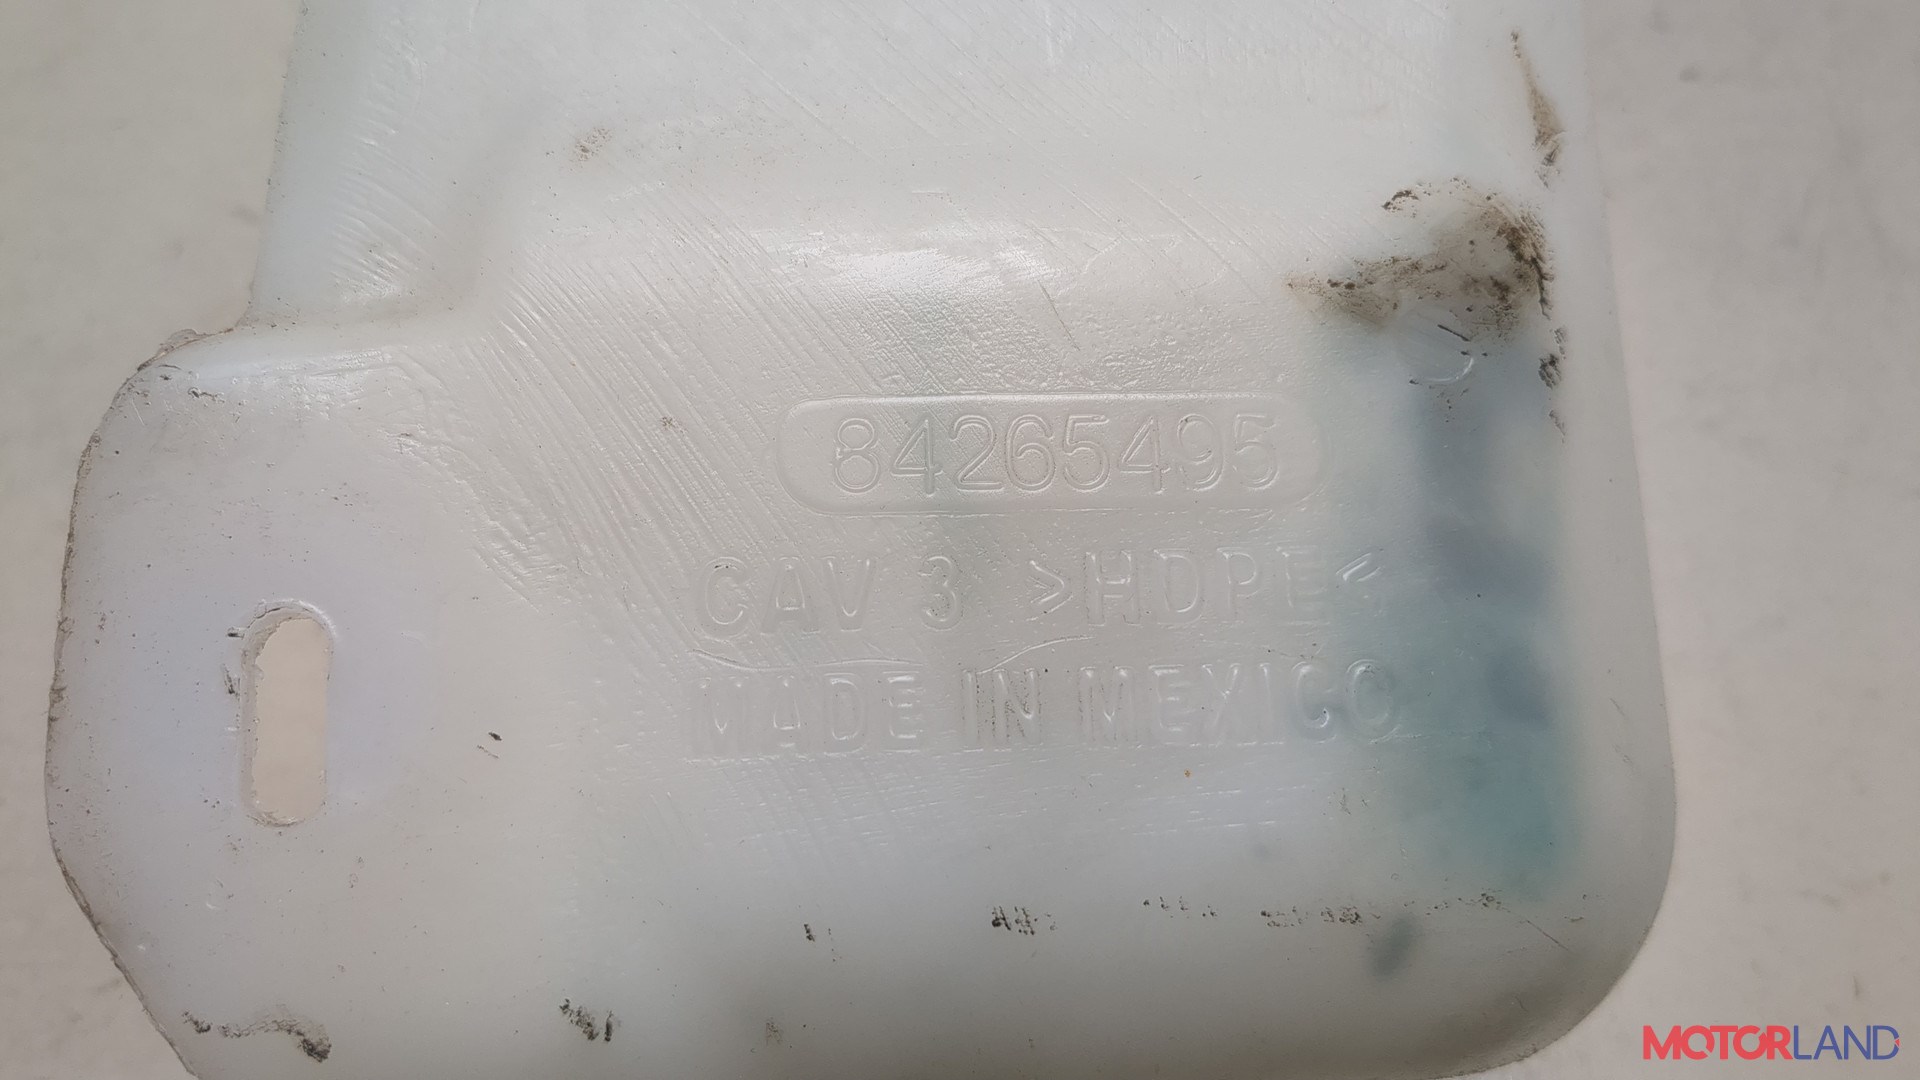 84265495
CAV 3 >HDPE<
MADE IN MEXICO
MOTORLAND